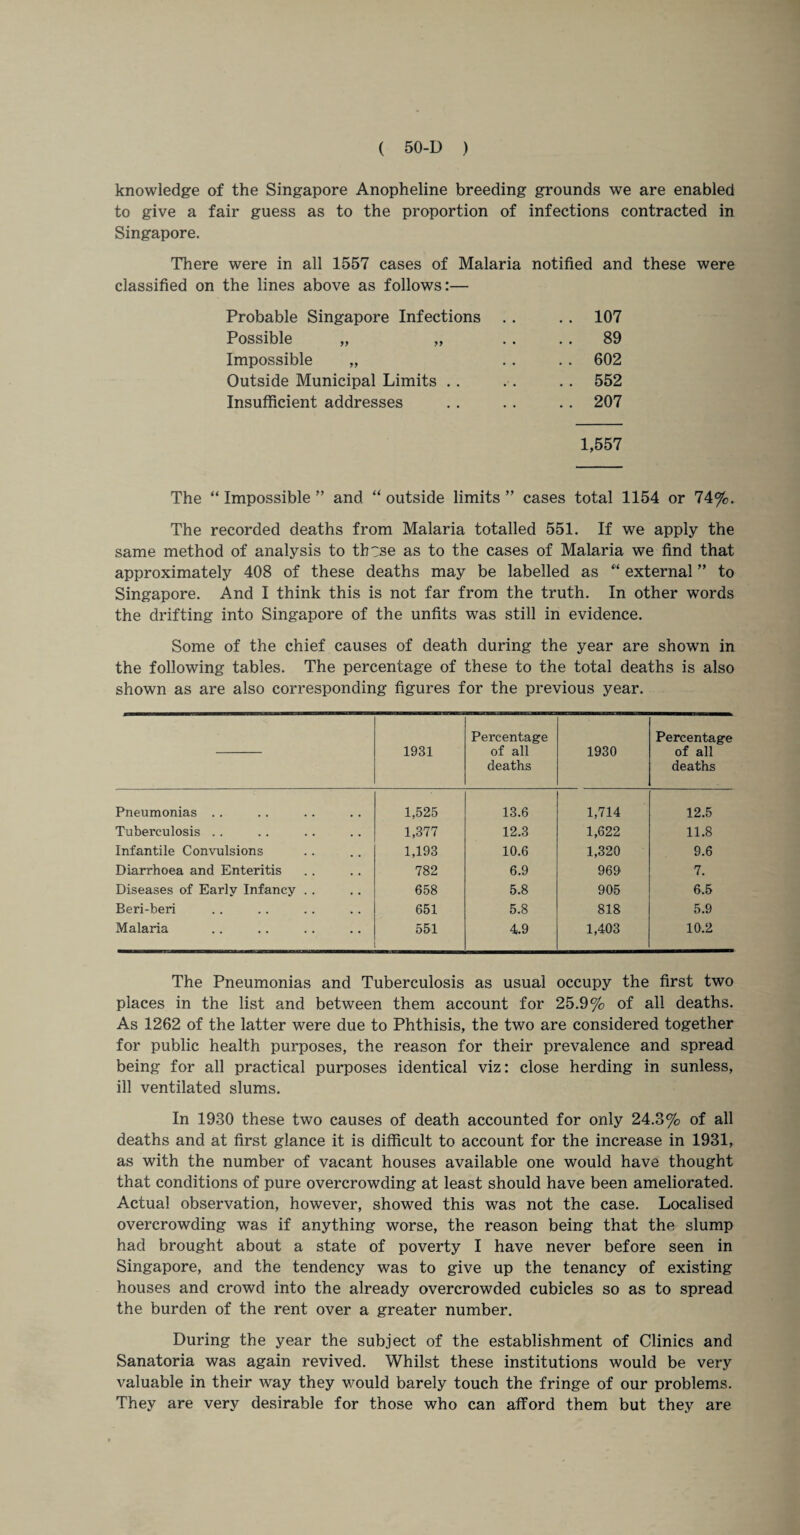 ( 50-D )
knowledge of the Singapore Anopheline breeding grounds we are enabled
to give a fair guess as to the proportion of infections contracted in
Singapore.
There were in all 1557 cases of Malaria notified and these were
classified on the lines above as follows:—
Probable Singapore Infections . . . . 107
Possible „ „ . . . . 89
Impossible „ . . . . 602
Outside Municipal Limits . . . . . . 552
Insufficient addresses . . . . . . 207
1,557
The “ Impossible ” and “ outside limits ” cases total 1154 or 74%.
The recorded deaths from Malaria totalled 551. If we apply the
same method of analysis to these as to the cases of Malaria we find that
approximately 408 of these deaths may be labelled as “ external ” to
Singapore. And I think this is not far from the truth. In other words
the drifting into Singapore of the unfits was still in evidence.
Some of the chief causes of death during the year are shown in
the following tables. The percentage of these to the total deaths is also
shown as are also corresponding figures for the previous year.
—— 1931 Percentage of all deaths 1930 Percentage of all deaths
Pneumonias . . . . . . . . 1,525 13.6 1,714 12.5
Tuberculosis . . . . . . . . 1,377 12.3 1,622 11.8
Infantile Convulsions . . . . 1,193 10.6 1,320 9.6
Diarrhoea and Enteritis . . . . 782 6.9 969 7.
Diseases of Early Infancy . . . . 658 5.8 905 6.5
Beri-beri . . . . . . . . 651 5.8 818 5.9
Malaria . . . . . . . . 551 4.9 1,403 10.2
The Pneumonias and Tuberculosis as usual occupy the first two
places in the list and between them account for 25.9% of all deaths.
As 1262 of the latter were due to Phthisis, the two are considered together
for public health purposes, the reason for their prevalence and spread
being for all practical purposes identical viz: close herding in sunless,
ill ventilated slums.
In 1930 these two causes of death accounted for only 24.3% of all
deaths and at first glance it is difficult to account for the increase in 1931,
as with the number of vacant houses available one would have thought
that conditions of pure overcrowding at least should have been ameliorated.
Actual observation, however, showed this was not the case. Localised
overcrowding was if anything worse, the reason being that the slump
had brought about a state of poverty I have never before seen in
Singapore, and the tendency was to give up the tenancy of existing
houses and crowd into the already overcrowded cubicles so as to spread
the burden of the rent over a greater number.
During the year the subject of the establishment of Clinics and
Sanatoria was again revived. Whilst these institutions would be very
valuable in their way they would barely touch the fringe of our problems.
They are very desirable for those who can afford them but they are